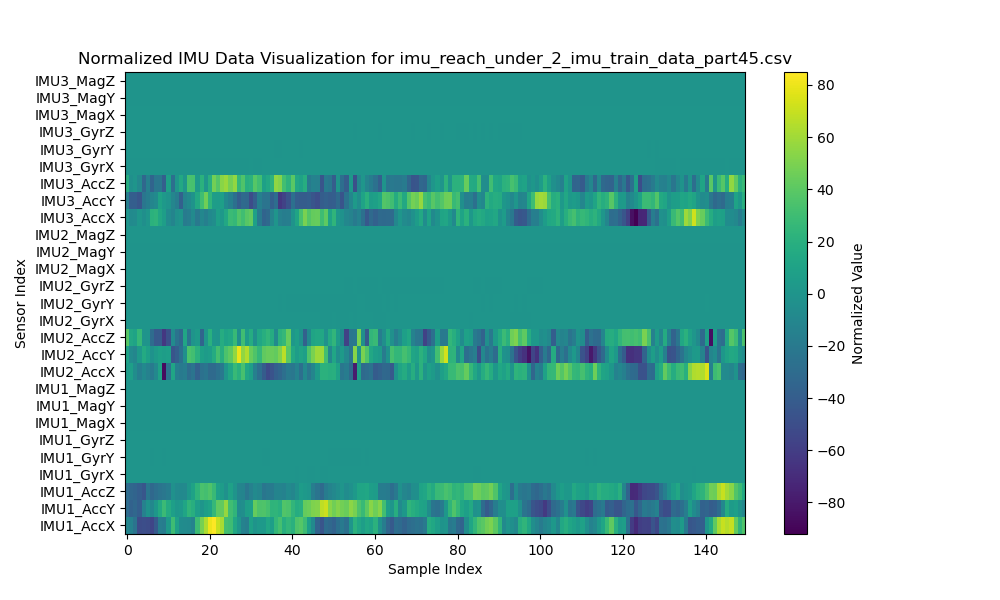 Normalized IMU Data Visualization for imu_reach_under_2_imu_train_data_part45.csv
IMU3_MagZ
IMU3_MagY
IMU3_MagX
IMU3_GyrZ
IMU3_GyrY
IMU3_GyrX
IMU3_AccZ
IMU3_AccY
IMU3_AccX
IMU2_MagZ
IMU2_MagY
IMU2_MagX
IMU2_GyrZ
IMU2_GyrY
IMU2_GyrX
IMU2_AccZ
IMU2_AccY
IMU2_AccX
IMU1_MagZ
IMU1_MagY
IMU1_MagX
IMU1_GyrZ
IMU1_GyrY
IMU1_GyrX
IMU1_AccZ
IMU1_AccY
IMU1_AccX
Sensor Index
0 20 40 60 80 100 120 140
Sample Index
80
60
40
20
0
−20
−40
−60
−80
Normalized Value